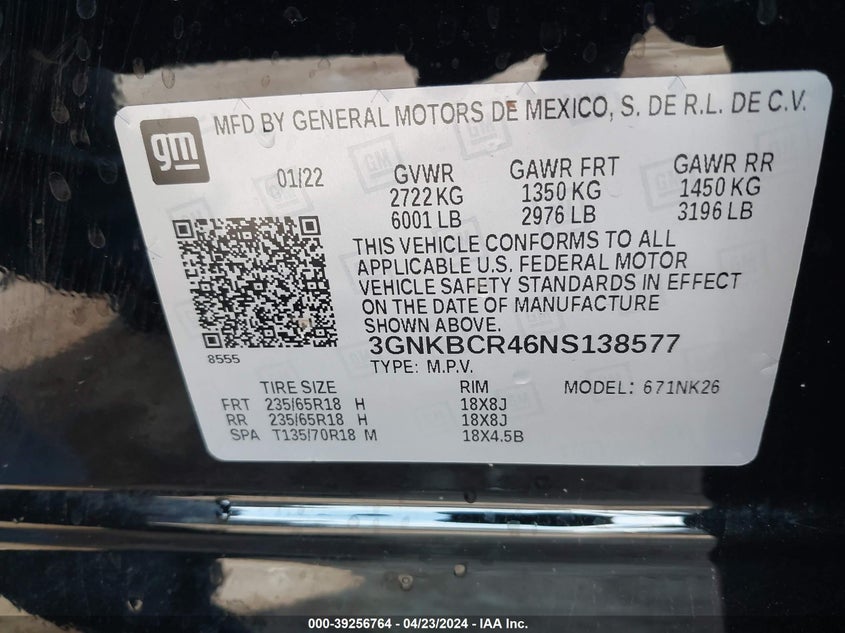 gm
MFD BY GENERAL MOTORS DE MEXICO, S. DE R.L. DE C.V.
01/22 GVWR GAWR FRT GAWR RR
2722 KG 1350 KG 1450 KG
6001 LB 2976 LB 3196 LB
THIS VEHICLE CONFORMS TO ALL
APPLICABLE U.S. FEDERAL MOTOR
VEHICLE SAFETY STANDARDS IN EFFECT
ON THE DATE OF MANUFACTURE
SHOWN ABOVE.
8555
3GNKBCR46NS138577
TYPE: M.P.V.
TIRE SIZE RIM MODEL: 671NK26
FRT 235/65R18 H 18X8J
RR 235/65R18 H 18X8J
SPA T135/70R18 M 18X4.5B
000-39256764 / 04/23/2024 - IAA Inc.